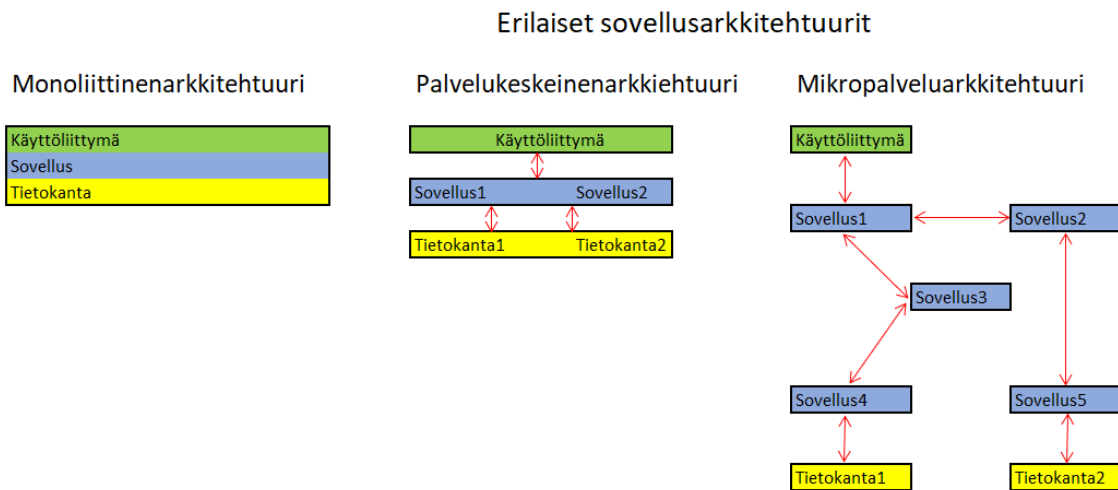 Erilaiset sovellusarkkitehtuurit
Monoliittinenarkkitehtuuri
Käyttöliittymä
Sovellus
Tietokanta
Palvelukeskeinenarkkiehtuuri
Käyttöliittymä
Sovellus1 Sovellus2
Tietokanta1 Tietokanta2
Mikropalveluarkkitehtuuri
Käyttöliittymä
Sovellus1 Sovellus2
Sovellus3
Sovellus4 Sovellus5
Tietokanta1 Tietokanta2